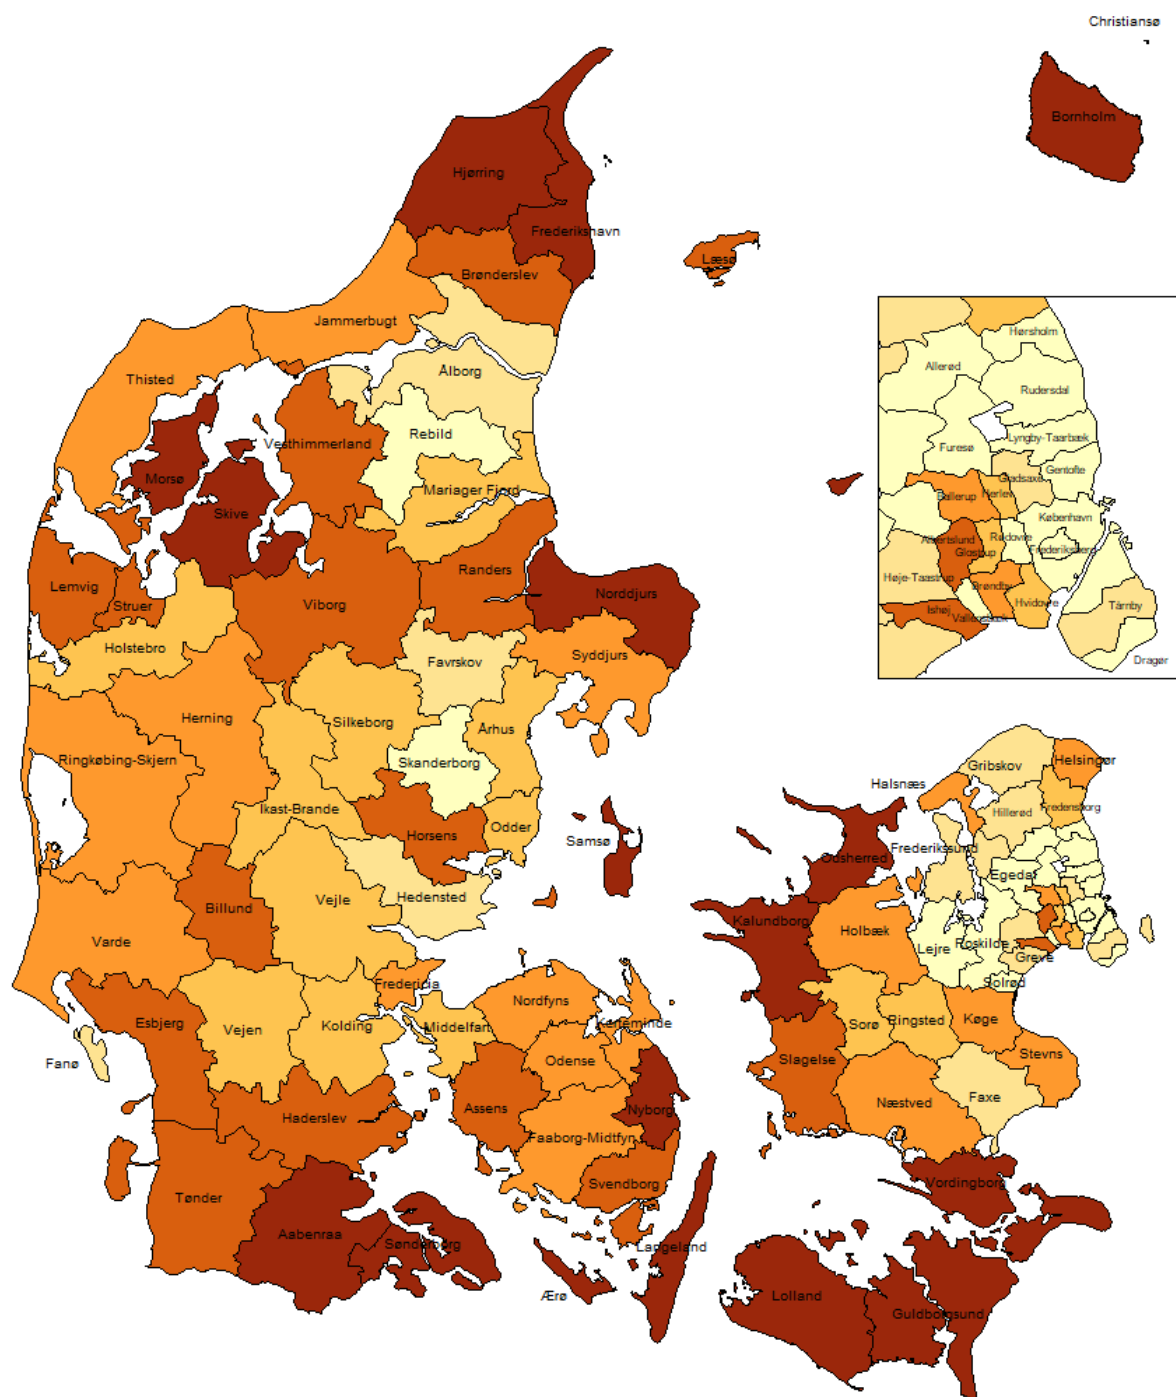 Christiansø
Bornholm
Hjørring
Frederikshavn
Læsø
Brønderslev
Jammerbugt
Thisted
Ålborg
Rebild
Vesthimmerland
Morsø
Mariager Fjord
Skive
Randers
Norddjurs
Lemvig
Struer
Viborg
Holstebro
Favrskov
Syddjurs
Herning
Silkeborg
Århus
Ringkøbing-Skjern
Skanderborg
Ikast-Brande
Horsens
Odder
Samsø
Billund
Vejle
Hedensted
Varde
Fredericia
Esbjerg
Vejen
Kolding
Middelfart
Nordfyns
Kerteminde
Odense
Fanø
Haderslev
Assens
Nyborg
Faaborg-Midtfyn
Svendborg
Tønder
Aabenraa
Sønderborg
Langeland
Ærø
Hørsholm
Allerød
Rudersdal
Lyngby-Taarbæk
Furesø
Gentofte
Gladsaxe
Ballerup
Herlev
København
Rødovre
Albertslund
Glostrup
Frederiksberg
Høje-Taastrup
Brøndby
Hvidovre
Ishøj
Vallensbæk
Tårnby
Dragør
Helsingør
Gribskov
Halsnæs
Hillerød
Fredensborg
Frederikssund
Odsherred
Egedal
Kalundborg
Holbæk
Lejre
Roskilde
Greve
Solrød
Sorø
Ringsted
Køge
Stevns
Slagelse
Næstved
Faxe
Vordingborg
Lolland
Guldborgsund